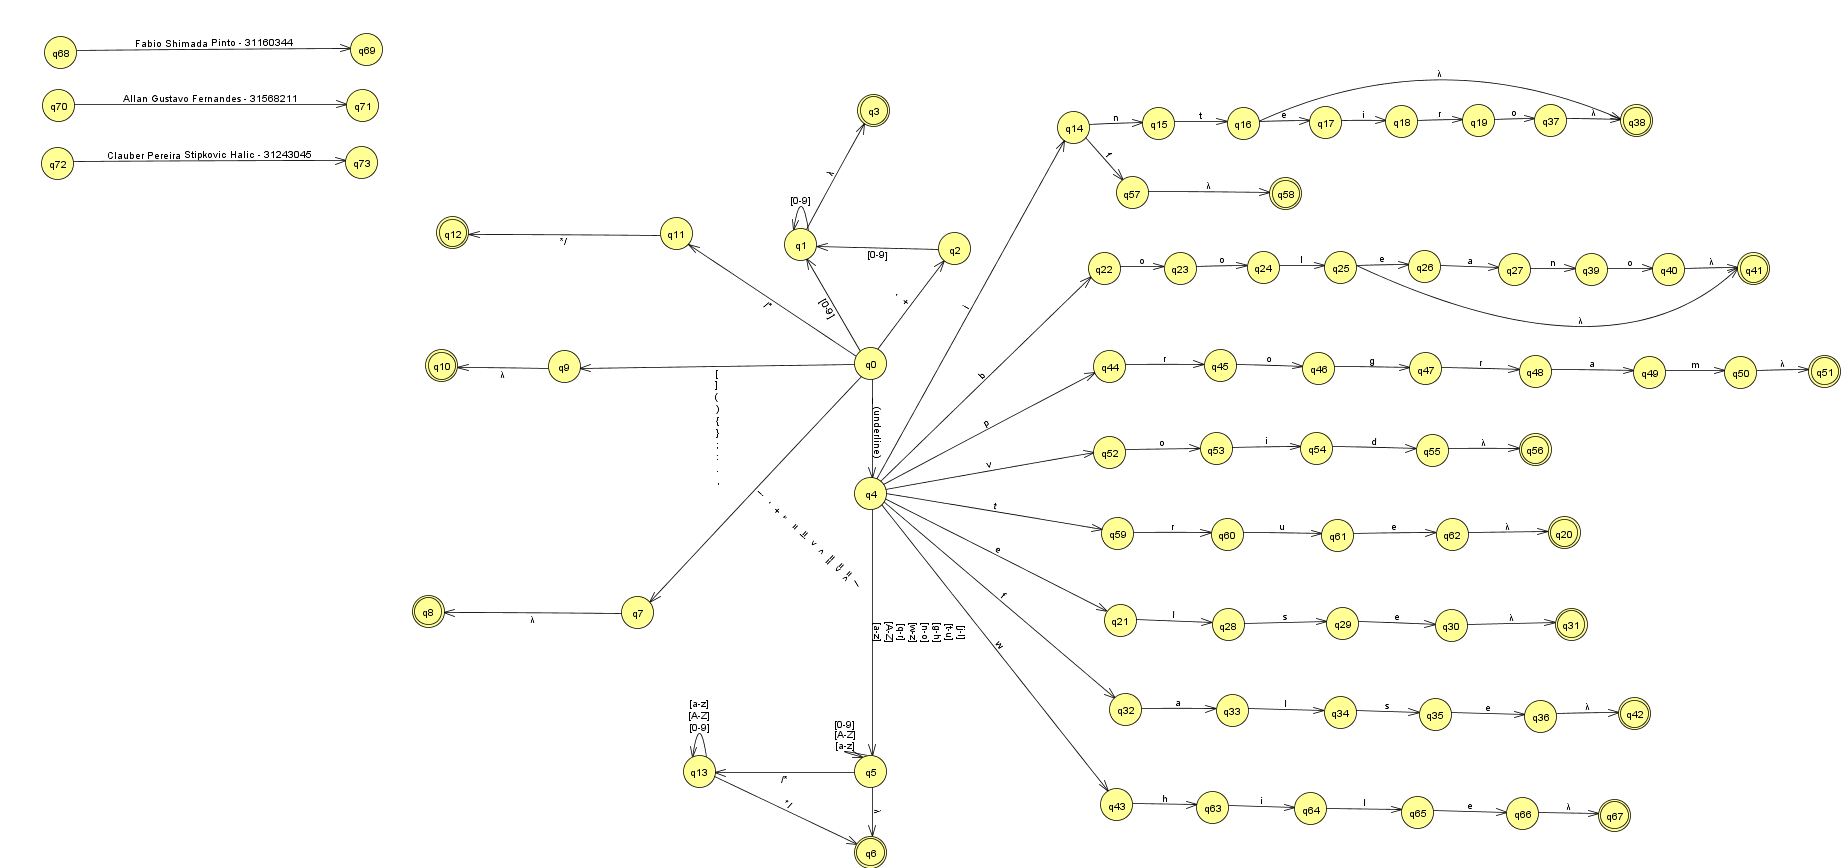 q68 Fabio Shimada Pinto - 31160344 q69
q70 Allan Gustavo Fernandes - 31568211 q71
q72 Clauber Pereira Stipkovic Halic - 31243045 q73
q3
λ
[0-9]
q12 */ q11 q1 [0-9] q2
/*
[0-9]
+
q10 λ q9 q0
[
]
(
)
{
}
(underline)
q4
q8 λ q7
[a-z]
[A-Z]
[q-r]
[w-z]
[n-o]
[g-h]
[t-u]
[j-l]
[a-z]
[A-Z]
[0-9]
[0-9]
[A-Z]
[a-z]
q13 /* q5
*/
λ
q6
i q14 n q15 t q16 e q17 i q18 r q19 o q37 λ q38
λ
f q57 λ q58
b q22 o q23 o q24 l q25 e q26 a q27 n q39 o q40 λ q41
λ
p q44 r q45 o q46 g q47 r q48 a q49 m q50 λ q51
v q52 o q53 i q54 d q55 λ q56
t q59 r q60 u q61 e q62 λ q20
e q21 l q28 s q29 e q30 λ q31
f q32 a q33 l q34 s q35 e q36 λ q42
w q43 h q63 i q64 l q65 e q66 λ q67